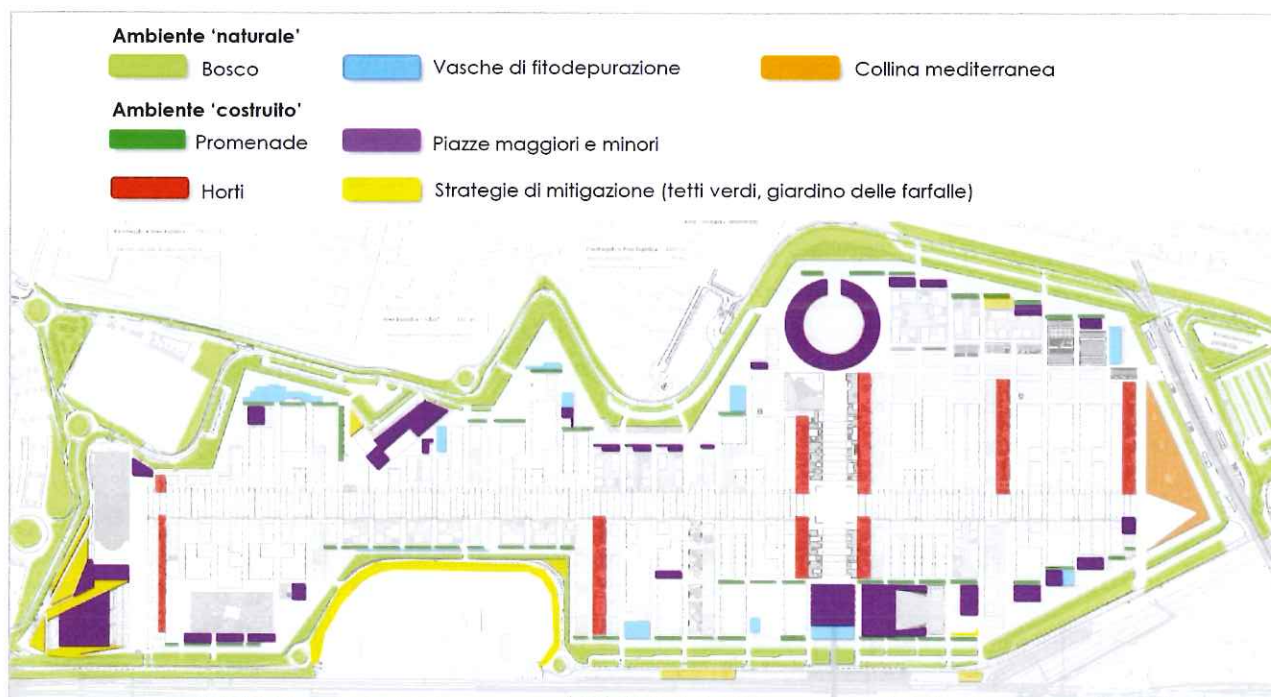 Ambiente 'naturale'
Bosco
Vasche di fitodepurazione
Collina mediterranea
Ambiente 'costruito'
Promenade
Piazze maggiori e minori
Horti
Strategie di mitigazione (tetti verdi, giardino delle farfalle)